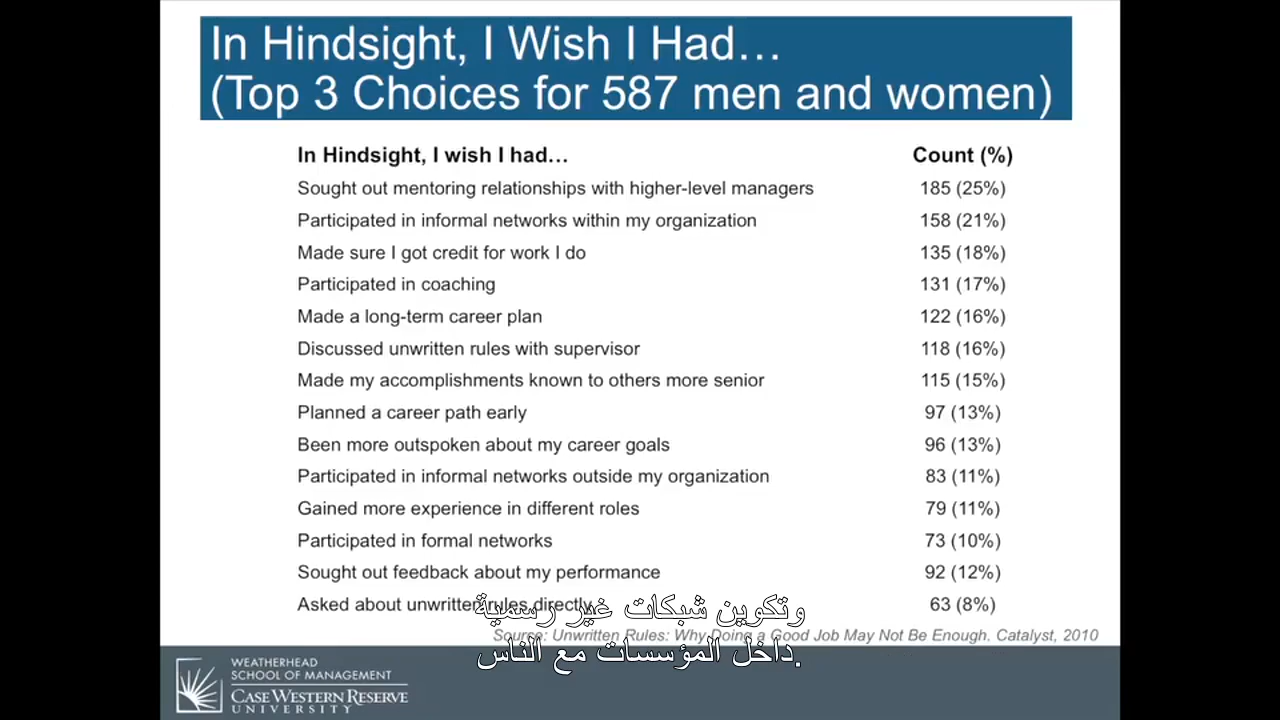 In Hindsight, I Wish I Had…
(Top 3 Choices for 587 men and women)
In Hindsight, I wish I had… Count (%)
Sought out mentoring relationships with higher-level managers 185 (25%)
Participated in informal networks within my organization 158 (21%)
Made sure I got credit for work I do 135 (18%)
Participated in coaching 131 (17%)
Made a long-term career plan 122 (16%)
Discussed unwritten rules with supervisor 118 (16%)
Made my accomplishments known to others more senior 115 (15%)
Planned a career path early 97 (13%)
Been more outspoken about my career goals 96 (13%)
Participated in informal networks outside my organization 83 (11%)
Gained more experience in different roles 79 (11%)
Participated in formal networks 73 (10%)
Sought out feedback about my performance 92 (12%)
Asked about unwritten rules directly 63 (8%)
وتكوين شبكات غير رسمية
Source: Unwritten Rules: Why Doing a Good Job May Not Be Enough. Catalyst, 2010
داخل المؤسسات مع الناس.
WEATHERHEAD
SCHOOL OF MANAGEMENT
CASE WESTERN RESERVE
UNIVERSITY